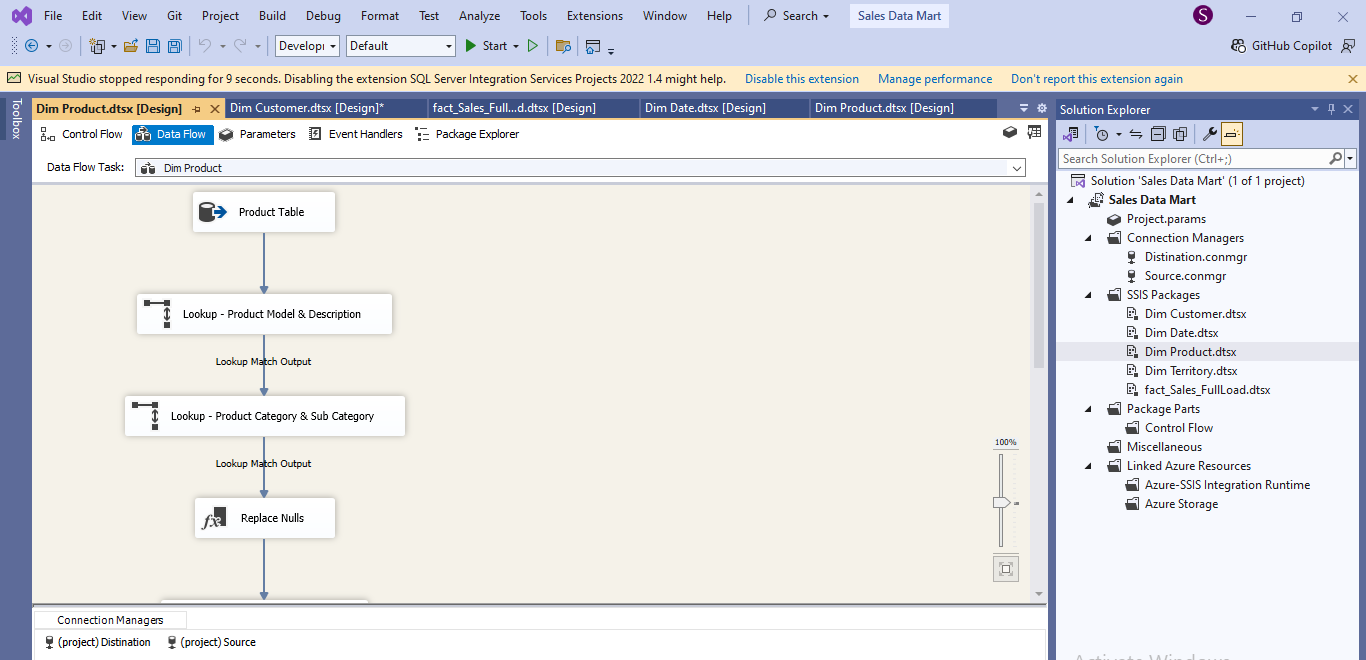 File Edit View Git Project Build Debug Format Test Analyze Tools Extensions Window Help Search Sales Data Mart S
Develop Default Start GitHub Copilot
Visual Studio stopped responding for 9 seconds. Disabling the extension SQL Server Integration Services Projects 2022 1.4 might help. Disable this extension Manage performance Don't report this extension again
Toolbox
Dim Product.dtsx [Design] Dim Customer.dtsx [Design]* fact_Sales_Full...d.dtsx [Design] Dim Date.dtsx [Design] Dim Product.dtsx [Design]
Control Flow Data Flow Parameters Event Handlers Package Explorer
Data Flow Task: Dim Product
Product Table
Lookup - Product Model & Description
Lookup Match Output
Lookup - Product Category & Sub Category
Lookup Match Output
fx Replace Nulls
100%
Connection Managers
(project) Distination (project) Source
Solution Explorer
Search Solution Explorer (Ctrl+;)
Solution 'Sales Data Mart' (1 of 1 project)
Sales Data Mart
Project.params
Connection Managers
Distination.conmgr
Source.conmgr
SSIS Packages
Dim Customer.dtsx
Dim Date.dtsx
Dim Product.dtsx
Dim Territory.dtsx
fact_Sales_FullLoad.dtsx
Package Parts
Control Flow
Miscellaneous
Linked Azure Resources
Azure-SSIS Integration Runtime
Azure Storage
Activate Windows